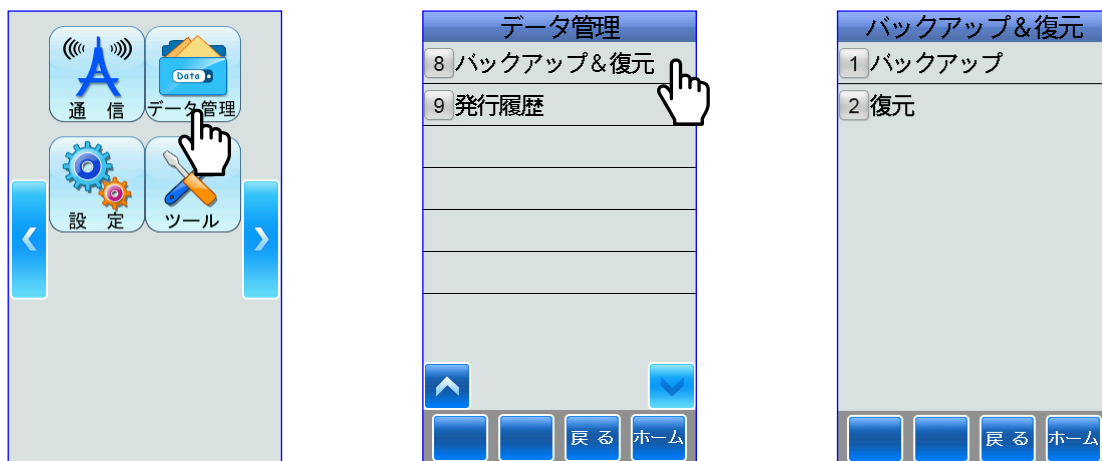 Data
通 信
データ管理
設 定
ツール
データ管理
8 バックアップ&復元
9 発行履歴
戻る
ホーム
バックアップ&復元
1 バックアップ
2 復元
戻る
ホーム